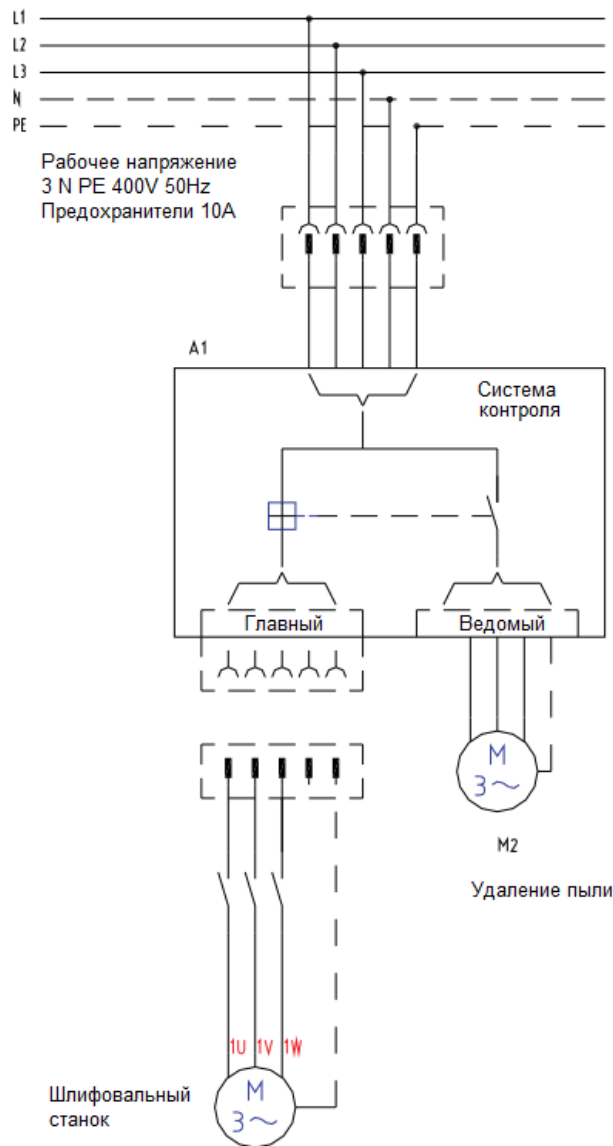 L1
L2
L3
N
PE
Рабочее напряжение
3 N PE 400V 50Hz
Предохранители 10А
A1
Система
контроля
Главный
Ведомый
M
3~
M2
Удаление пыли
1U 1V 1W
Шлифовальный
станок
M
3~